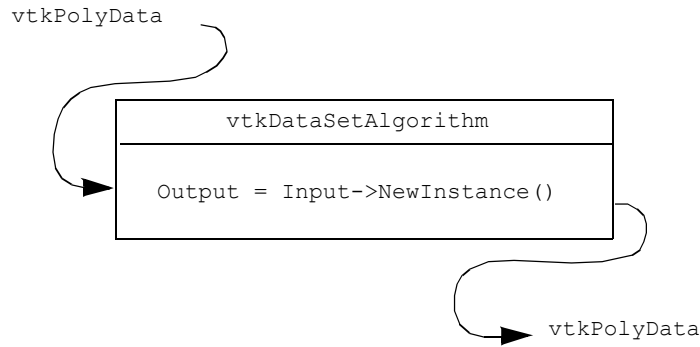 vtkPolyData
vtkDataSetAlgorithm
Output = Input->NewInstance()
vtkPolyData